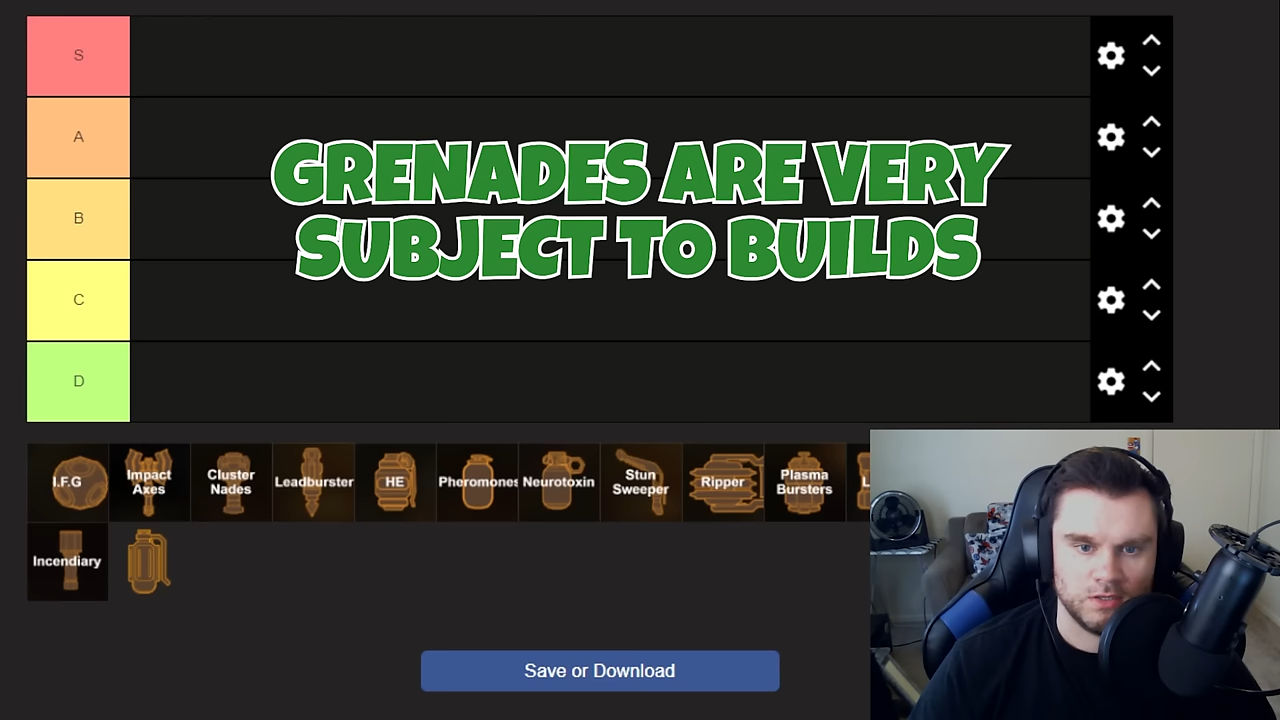 S
A
GRENADES ARE VERY
SUBJECT TO BUILDS
B
C
D
I.F.G
Impact
Axes
Cluster
Nades
Leadburster
HE
Pheromones
Neurotoxin
Stun
Sweeper
Ripper
Plasma
Bursters
Incendiary
Save or Download